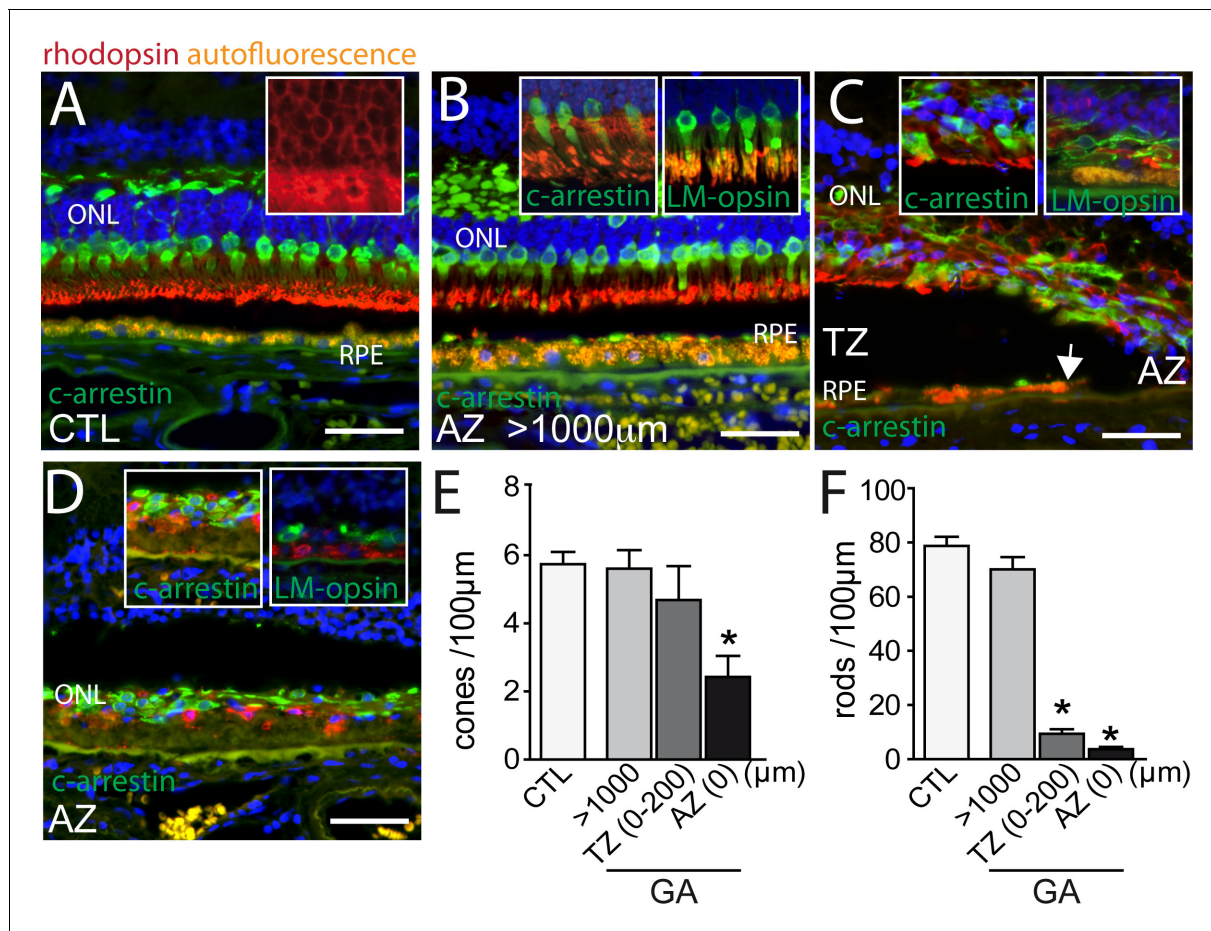 rhodopsin autofluorescence
A
ONL
RPE
c-arrestin
CTL
B
c-arrestin
LM-opsin
ONL
RPE
c-arrestin
AZ >1000μm
C
c-arrestin
LM-opsin
ONL
TZ
AZ
RPE
c-arrestin
D
c-arrestin
LM-opsin
ONL
c-arrestin
AZ
E
cones /100μm
8
6
4
2
0
*
CTL
>1000
TZ (0-200)
AZ (0)
(μm)
GA
F
rods /100μm
100
80
60
40
20
0
*
*
CTL
>1000
TZ (0-200)
AZ (0)
(μm)
GA